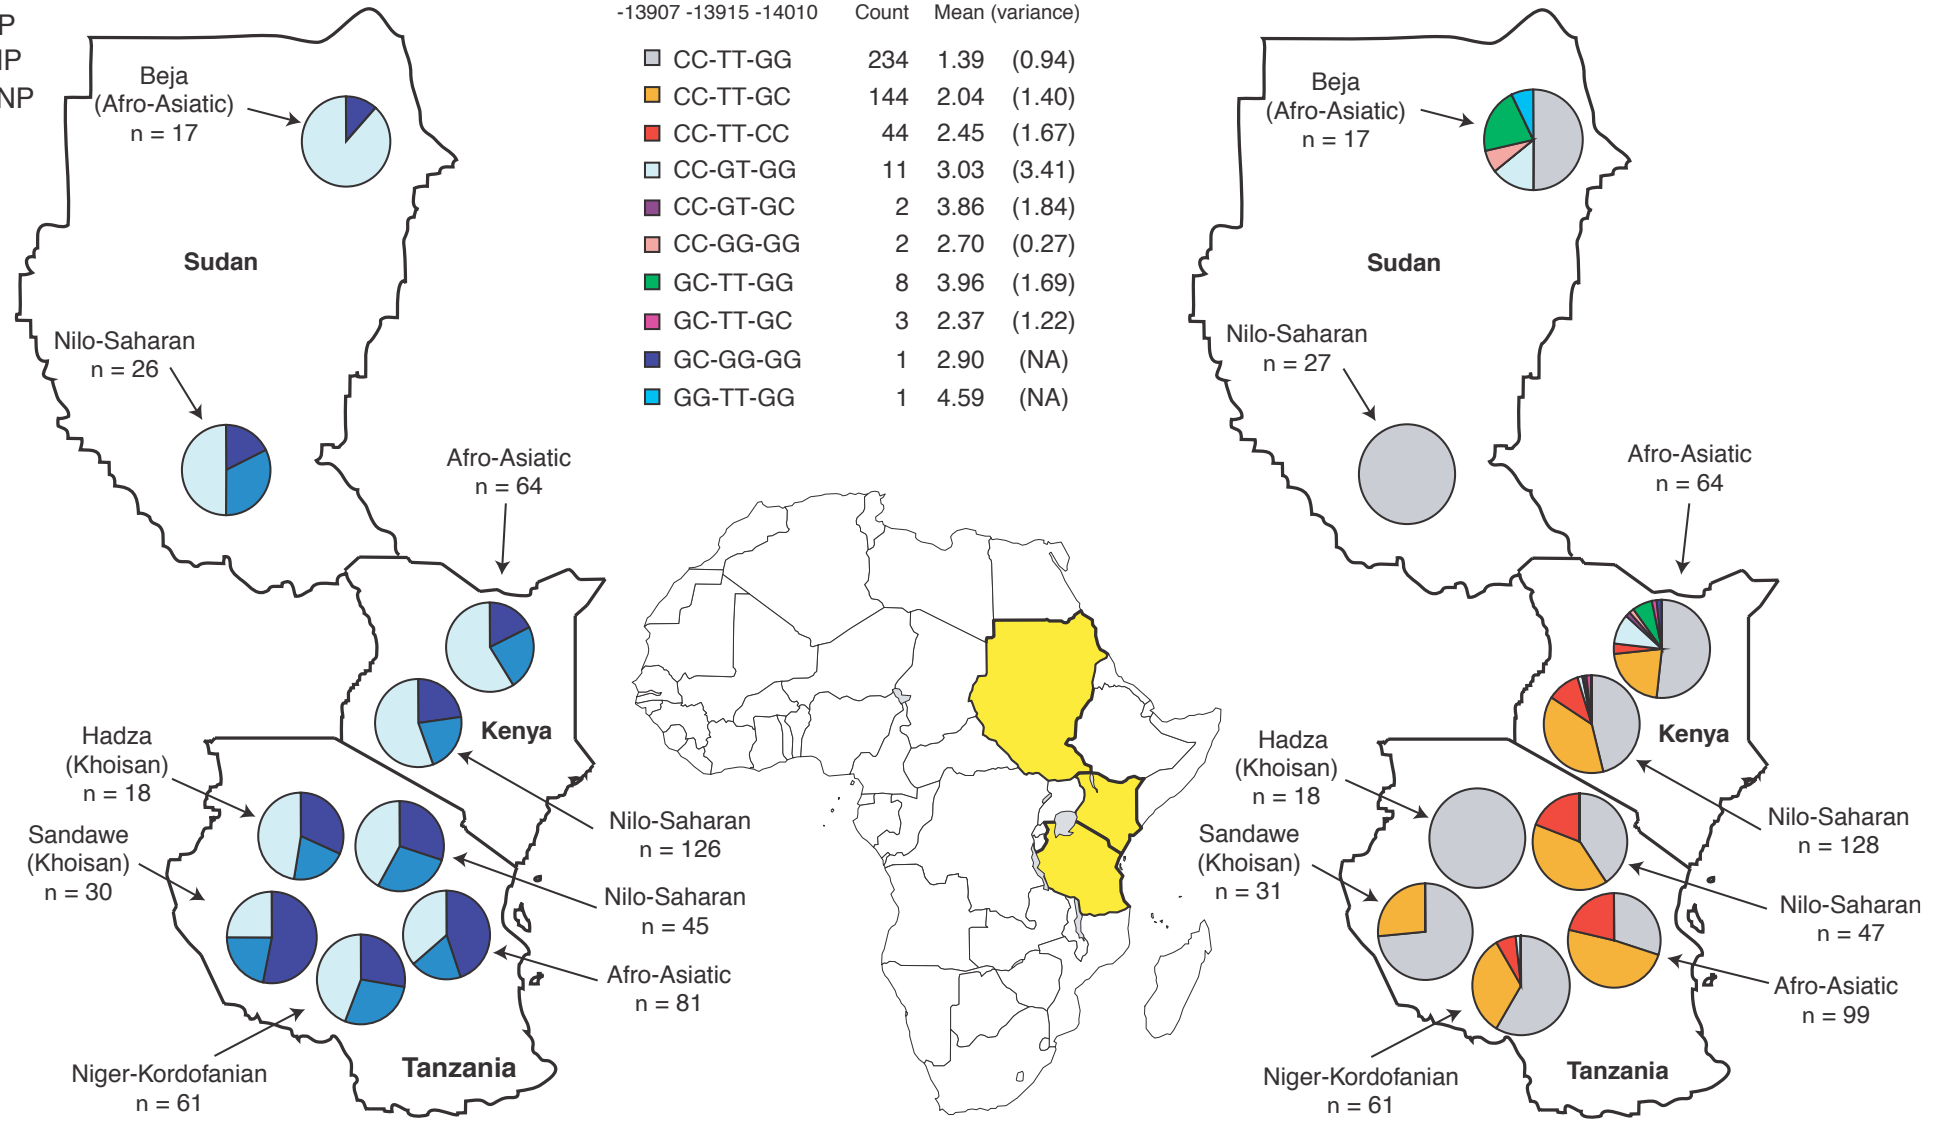 P
IP
NP
Beja
(Afro-Asiatic)
n = 17
Sudan
Nilo-Saharan
n = 26
Afro-Asiatic
n = 64
Kenya
Hadza
(Khoisan)
n = 18
Sandawe
(Khoisan)
n = 30
Nilo-Saharan
n = 126
Nilo-Saharan
n = 45
Afro-Asiatic
n = 81
Niger-Kordofanian
n = 61
Tanzania
-13907 -13915 -14010 Count Mean (variance)
CC-TT-GG 234 1.39 (0.94)
CC-TT-GC 144 2.04 (1.40)
CC-TT-CC 44 2.45 (1.67)
CC-GT-GG 11 3.03 (3.41)
CC-GT-GC 2 3.86 (1.84)
CC-GG-GG 2 2.70 (0.27)
GC-TT-GG 8 3.96 (1.69)
GC-TT-GC 3 2.37 (1.22)
GC-GG-GG 1 2.90 (NA)
GG-TT-GG 1 4.59 (NA)
Beja
(Afro-Asiatic)
n = 17
Sudan
Nilo-Saharan
n = 27
Afro-Asiatic
n = 64
Kenya
Hadza
(Khoisan)
n = 18
Sandawe
(Khoisan)
n = 31
Nilo-Saharan
n = 128
Nilo-Saharan
n = 47
Afro-Asiatic
n = 99
Niger-Kordofanian
n = 61
Tanzania